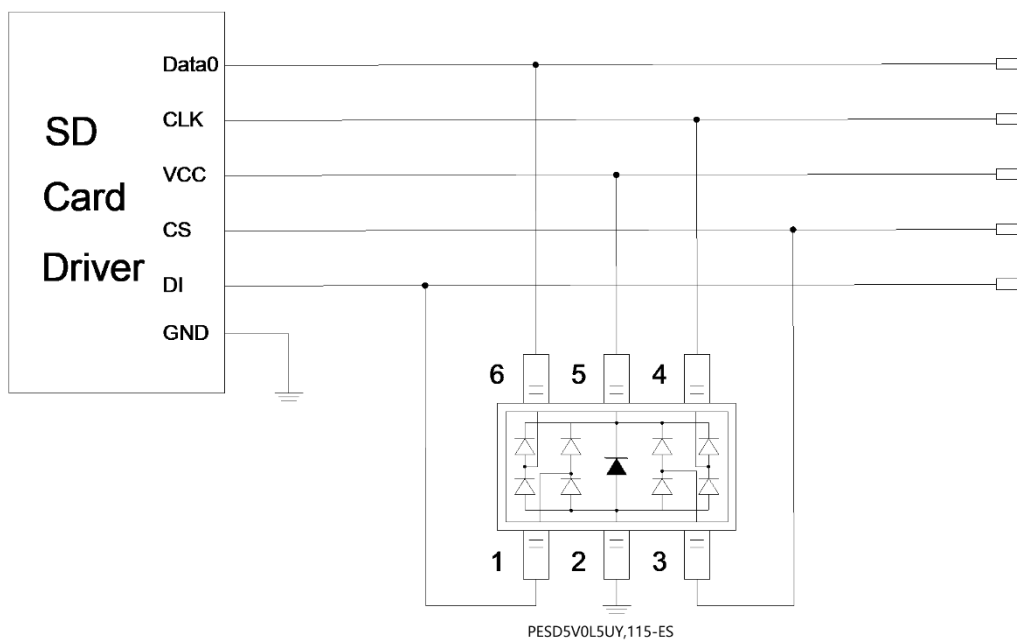 Data0
SD
CLK
Card
VCC
CS
Driver
DI
GND
6 5 4
1 2 3
PESD5V0L5UY,115-ES